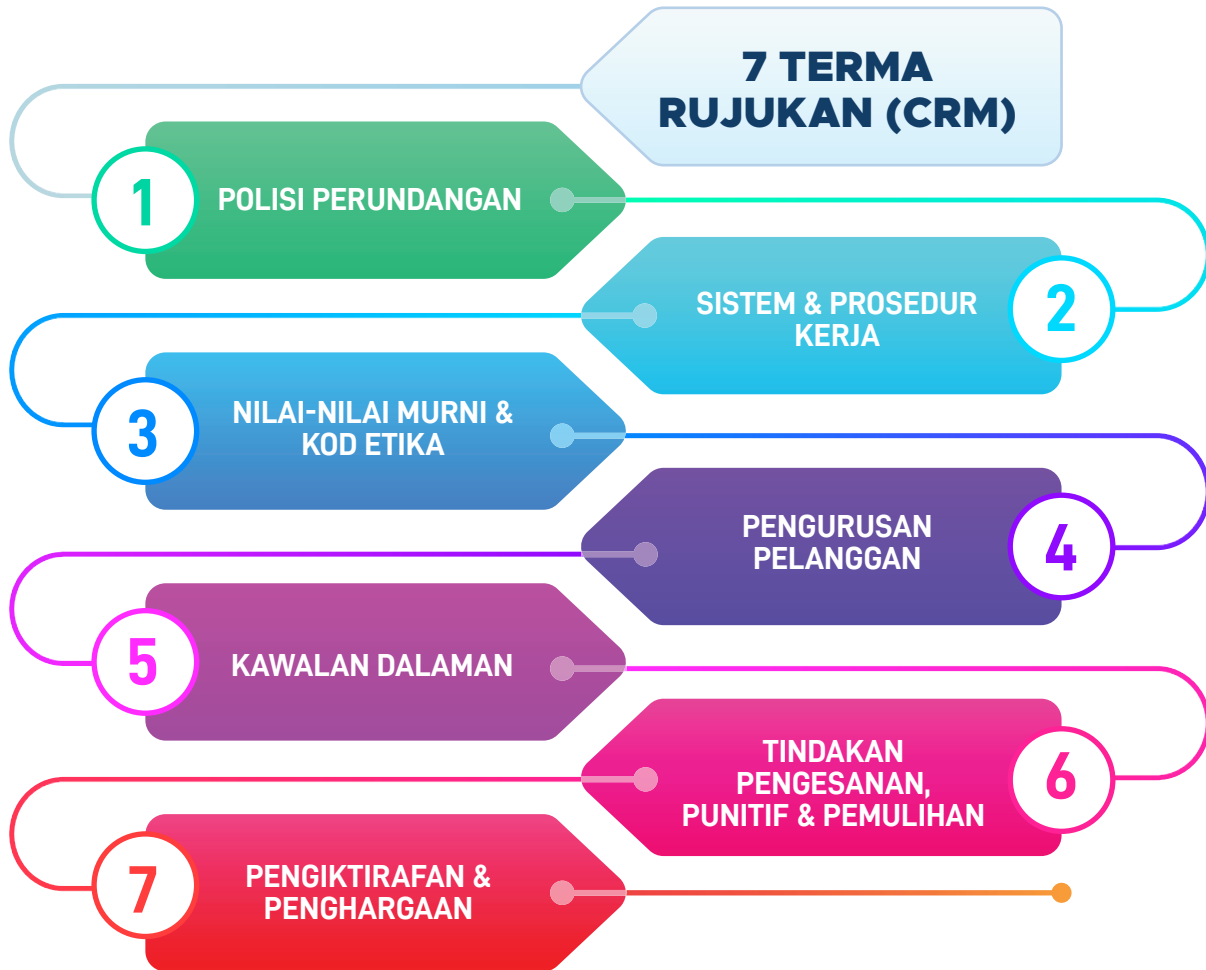 7 TERMA
RUJUKAN (CRM)
1
POLISI PERUNDANGAN
2
SISTEM & PROSEDUR
KERJA
3
NILAI-NILAI MURNI &
KOD ETIKA
4
PENGURUSAN
PELANGGAN
5
KAWALAN DALAMAN
6
TINDAKAN
PENGESANAN,
PUNITIF & PEMULIHAN
7
PENGIKTIRAFAN &
PENGHARGAAN